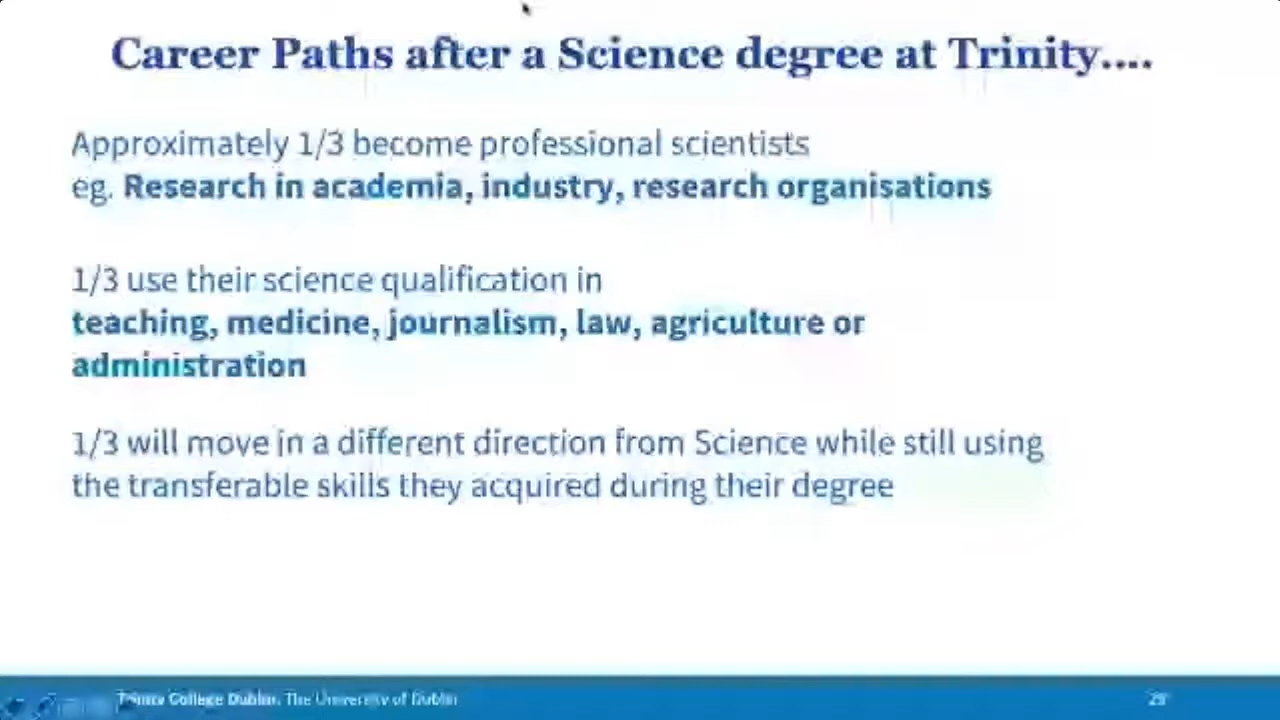 Career Paths after a Science degree at Trinity....
Approximately 1/3 become professional scientists
eg. Research in academia, industry, research organisations
1/3 use their science qualification in
teaching, medicine, journalism, law, agriculture or
administration
1/3 will move in a different direction from Science while still using
the transferable skills they acquired during their degree
Trinity College Dublin, The University of Dublin